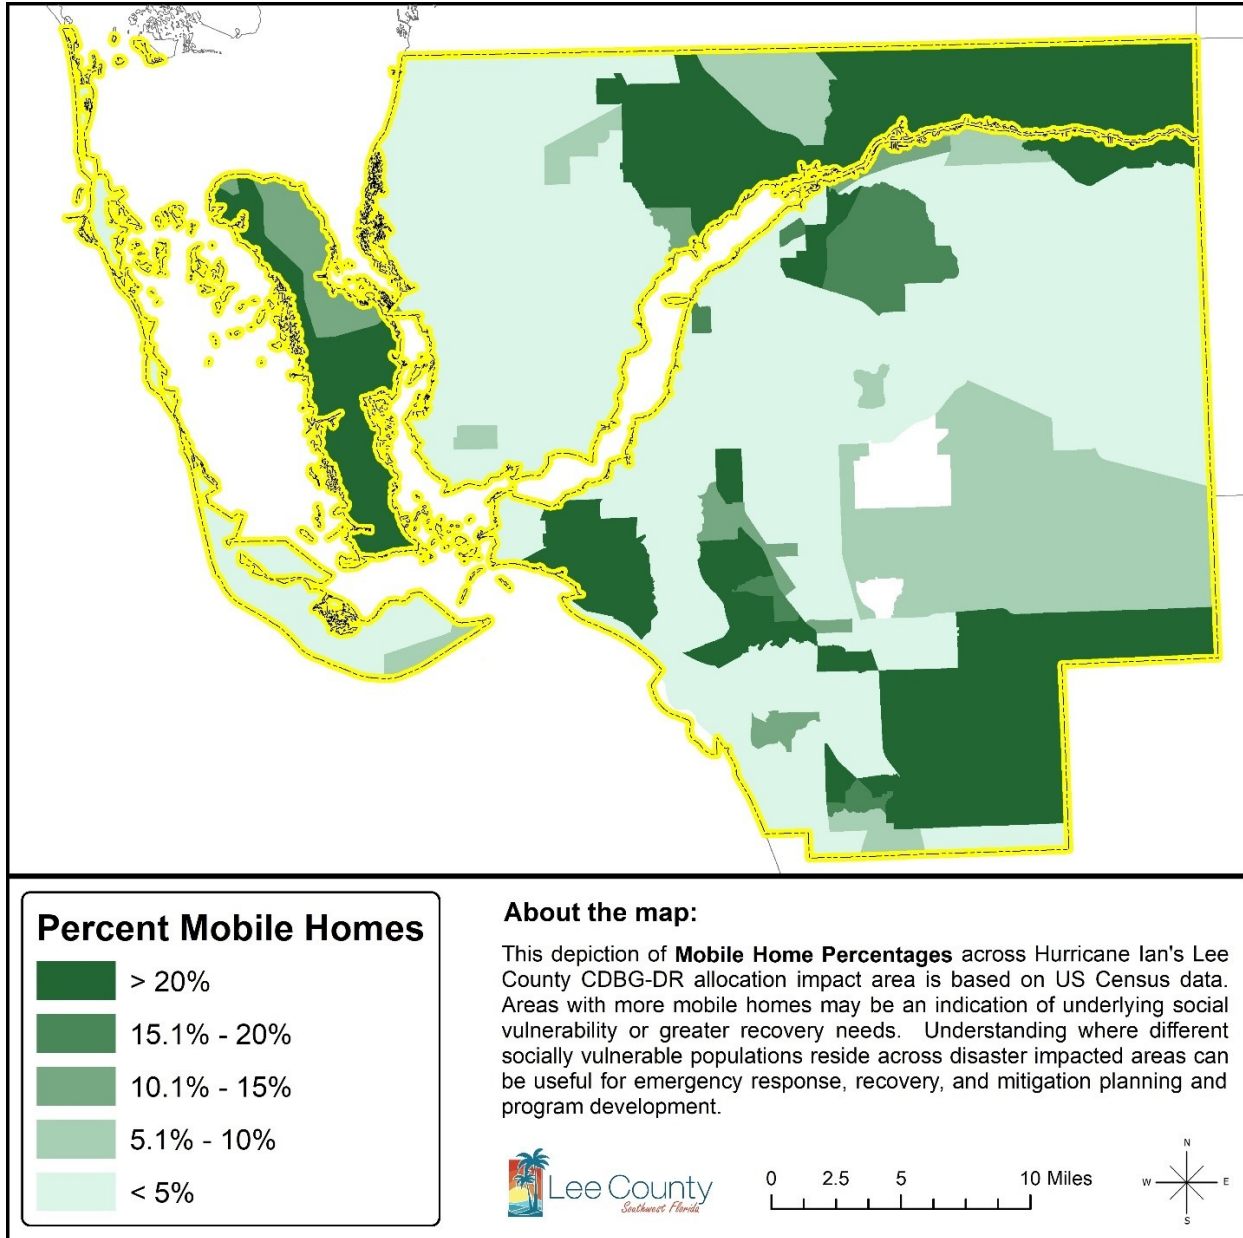 Percent Mobile Homes
> 20%
15.1% - 20%
10.1% - 15%
5.1% - 10%
< 5%
About the map:
This depiction of Mobile Home Percentages across Hurricane Ian's Lee
County CDBG-DR allocation impact area is based on US Census data.
Areas with more mobile homes may be an indication of underlying social
vulnerability or greater recovery needs. Understanding where different
socially vulnerable populations reside across disaster impacted areas can
be useful for emergency response, recovery, and mitigation planning and
program development.
Lee County
Southwest Florida
0 2.5 5 10 Miles
N
W E
S